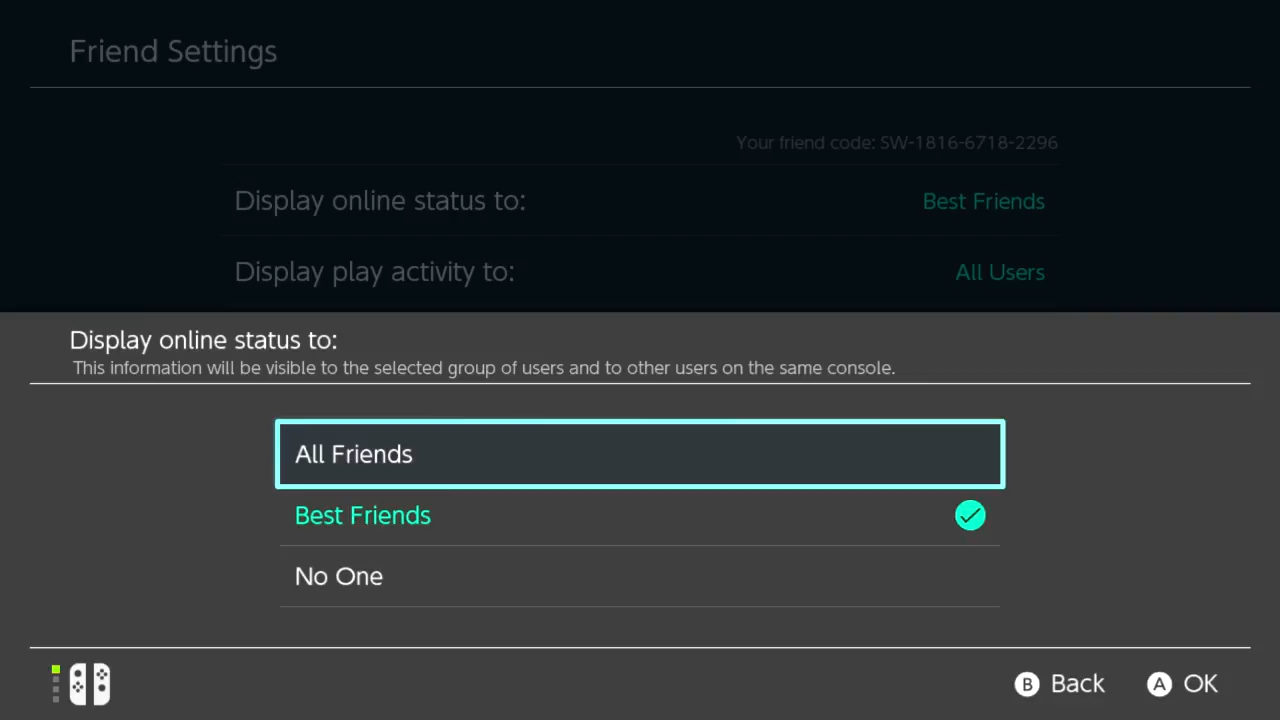 Friend Settings
Your friend code: SW-1816-6718-2296
Display online status to: Best Friends
Display play activity to: All Users
Display online status to:
This information will be visible to the selected group of users and to other users on the same console.
All Friends
Best Friends
No One
B Back A OK